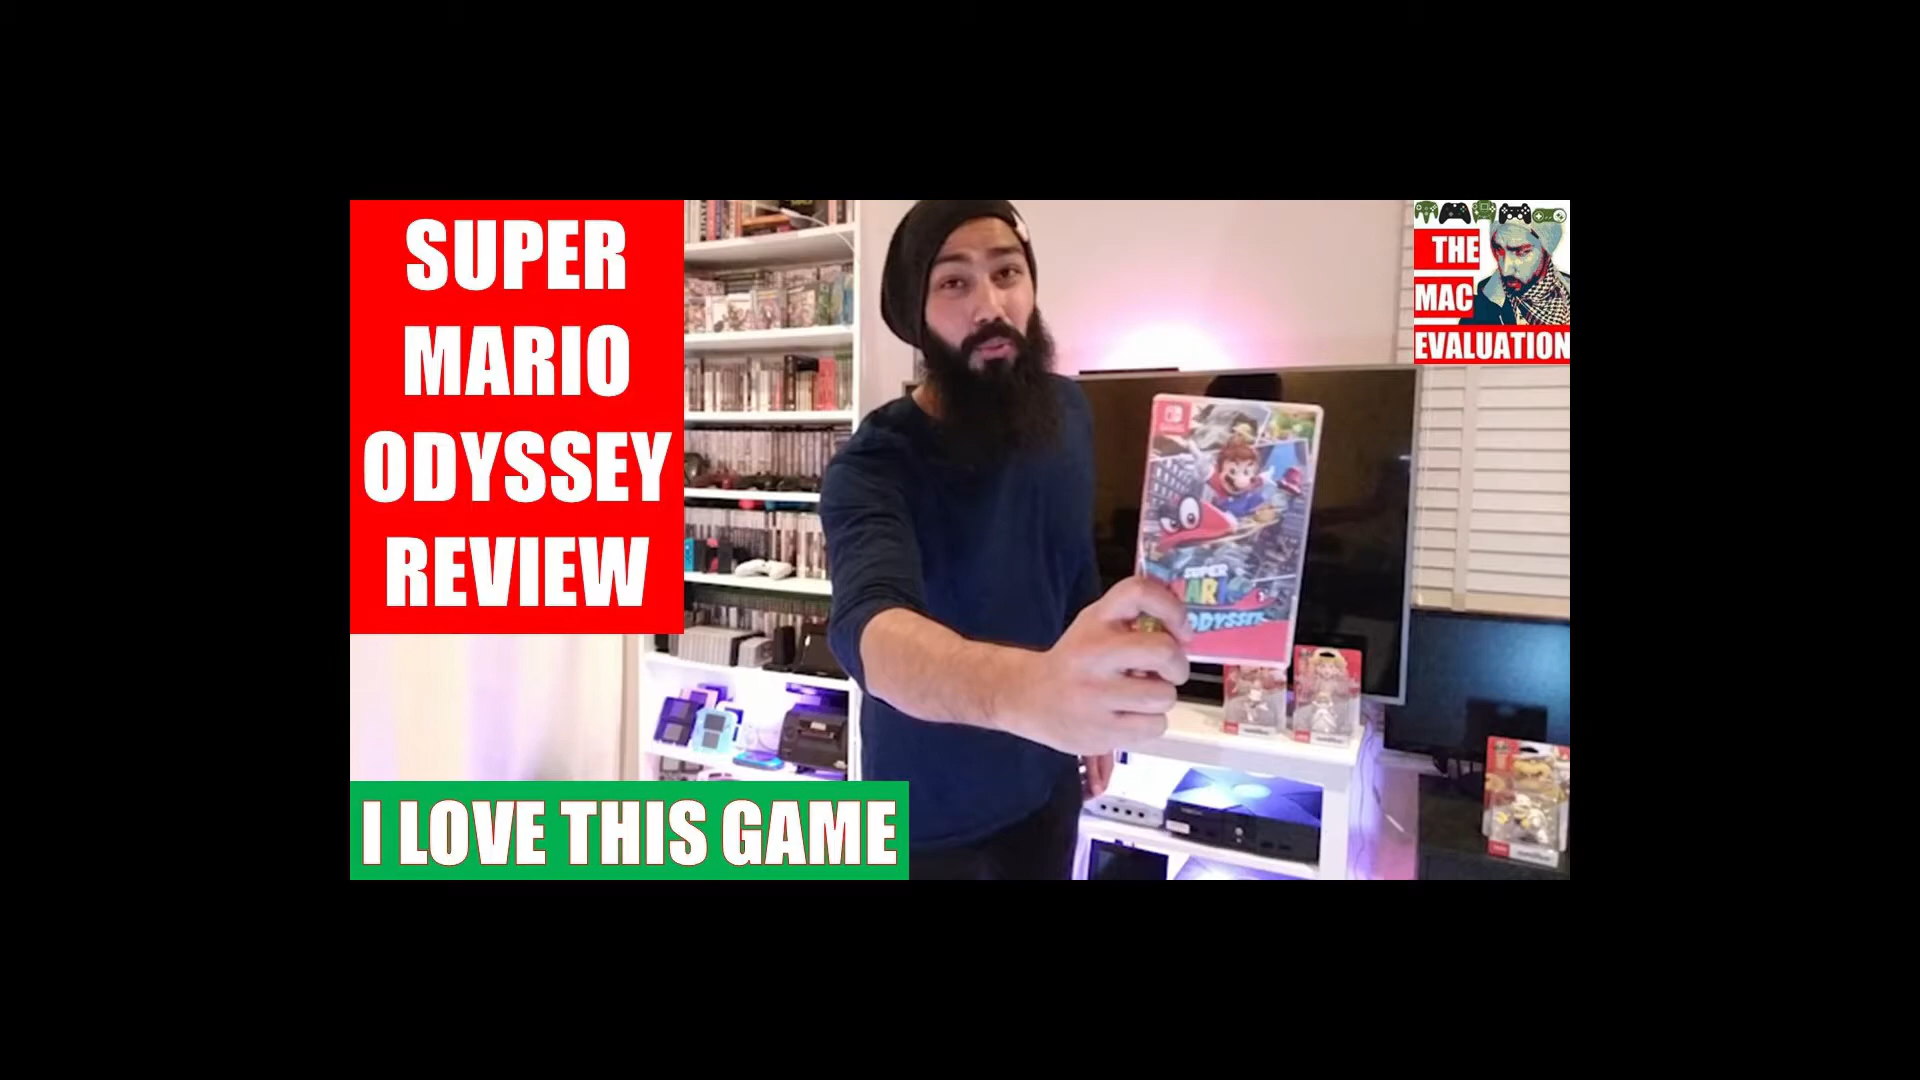 SUPER
MARIO
ODYSSEY
REVIEW
THE
MAC
EVALUATION
SUPER
MARIO
ODYSSEY
I LOVE THIS GAME